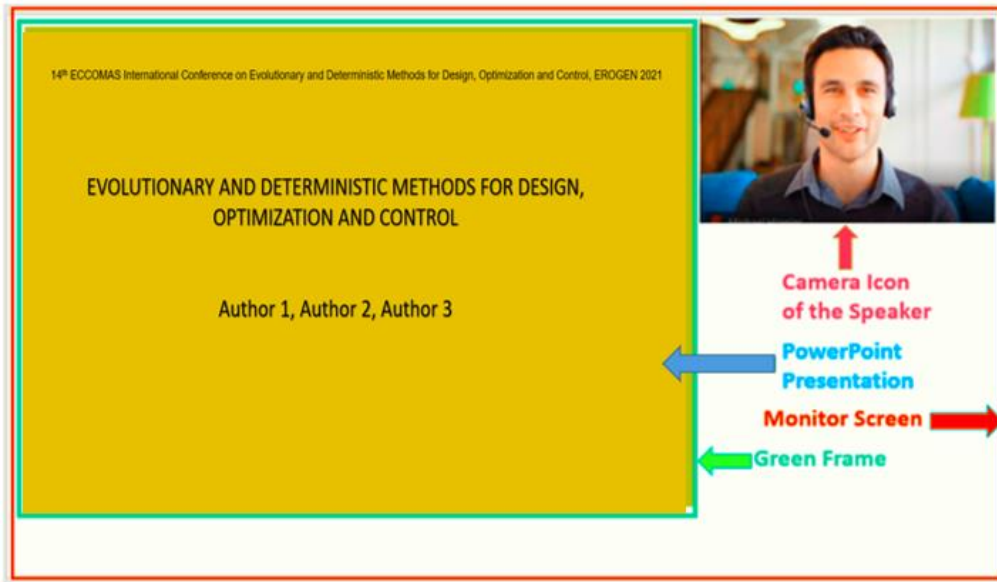 14th ECCOMAS International Conference on Evolutionary and Deterministic Methods for Design, Optimization and Control, EROGEN 2021
EVOLUTIONARY AND DETERMINISTIC METHODS FOR DESIGN,
OPTIMIZATION AND CONTROL
Author 1, Author 2, Author 3
Camera Icon
of the Speaker
PowerPoint
Presentation
Monitor Screen
Green Frame